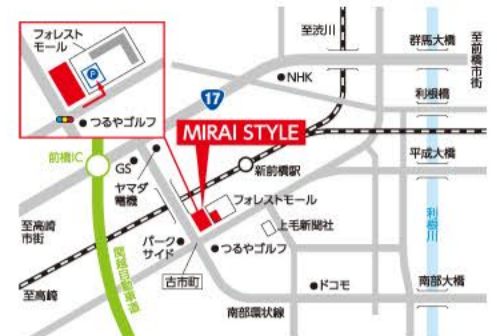 フォレスト
モール
P
つるやゴルフ
至渋川
群馬大橋
至前橋市街
NHK
利根橋
17
MIRAI STYLE
平成大橋
前橋IC
GS
ヤマダ
電機
新前橋駅
フォレストモール
上毛新聞社
利根川
至高崎
市街
パーク
サイド
つるやゴルフ
関越自動車道
古市町
至高崎
ドコモ
南部大橋
南部環状線